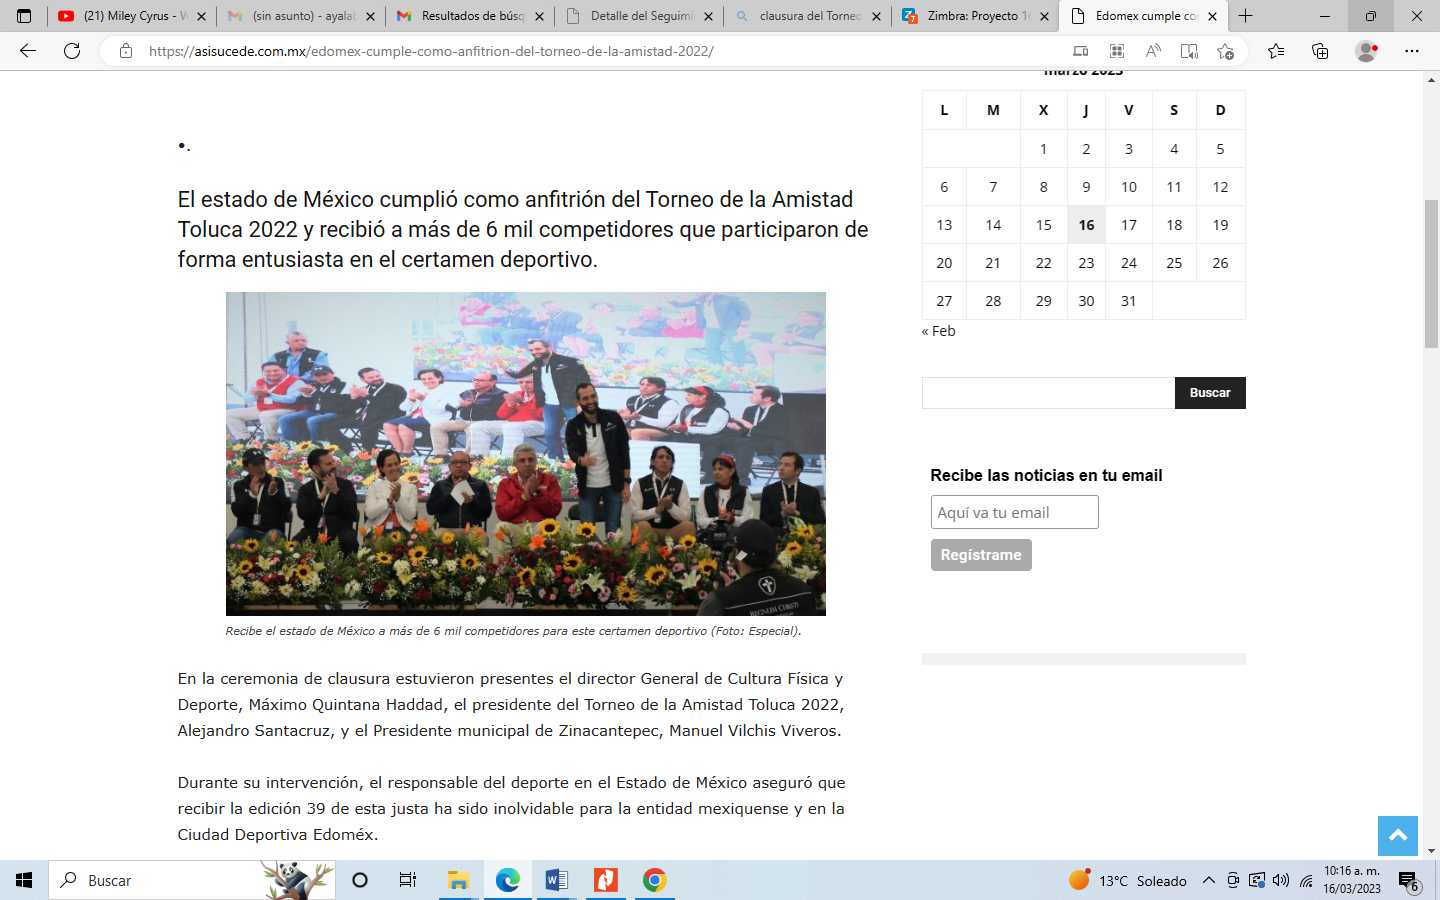 (21) Miley Cyrus - W
(sin asunto) - ayalab
Resultados de búsq
Detalle del Seguimi
clausura del Torneo
Zimbra: Proyecto 16
Edomex cumple co
https://asisucede.com.mx/edomex-cumple-como-anfitrion-del-torneo-de-la-amistad-2022/
marzo 2023
L M X J V S D
1 2 3 4 5
6 7 8 9 10 11 12
13 14 15 16 17 18 19
20 21 22 23 24 25 26
27 28 29 30 31
« Feb
Buscar
Recibe las noticias en tu email
Aquí va tu email
Regístrame
•.
El estado de México cumplió como anfitrión del Torneo de la Amistad
Toluca 2022 y recibió a más de 6 mil competidores que participaron de
forma entusiasta en el certamen deportivo.
REGNUM CHRISTI
Recibe el estado de México a más de 6 mil competidores para este certamen deportivo (Foto: Especial).
En la ceremonia de clausura estuvieron presentes el director General de Cultura Física y
Deporte, Máximo Quintana Haddad, el presidente del Torneo de la Amistad Toluca 2022,
Alejandro Santacruz, y el Presidente municipal de Zinacantepec, Manuel Vilchis Viveros.
Durante su intervención, el responsable del deporte en el Estado de México aseguró que
recibir la edición 39 de esta justa ha sido inolvidable para la entidad mexiquense y en la
Ciudad Deportiva Edoméx.
Buscar
13°C Soleado
10:16 a. m.
16/03/2023
6